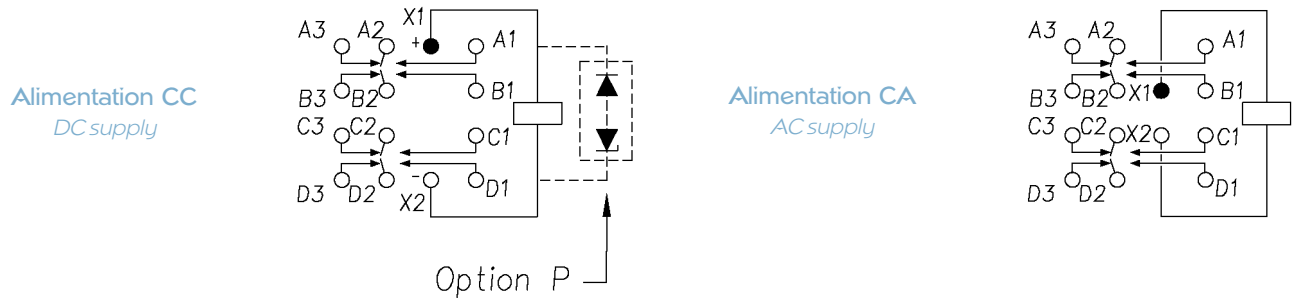 Alimentation CC
DC supply
A3 A2 X1 A1
+
B3 B2 B1
C3 C2 C1
D3 D2 - X2 D1
Option P
Alimentation CA
AC supply
A3 A2 A1
B3 B2 X1 B1
C3 C2 X2 C1
D3 D2 D1